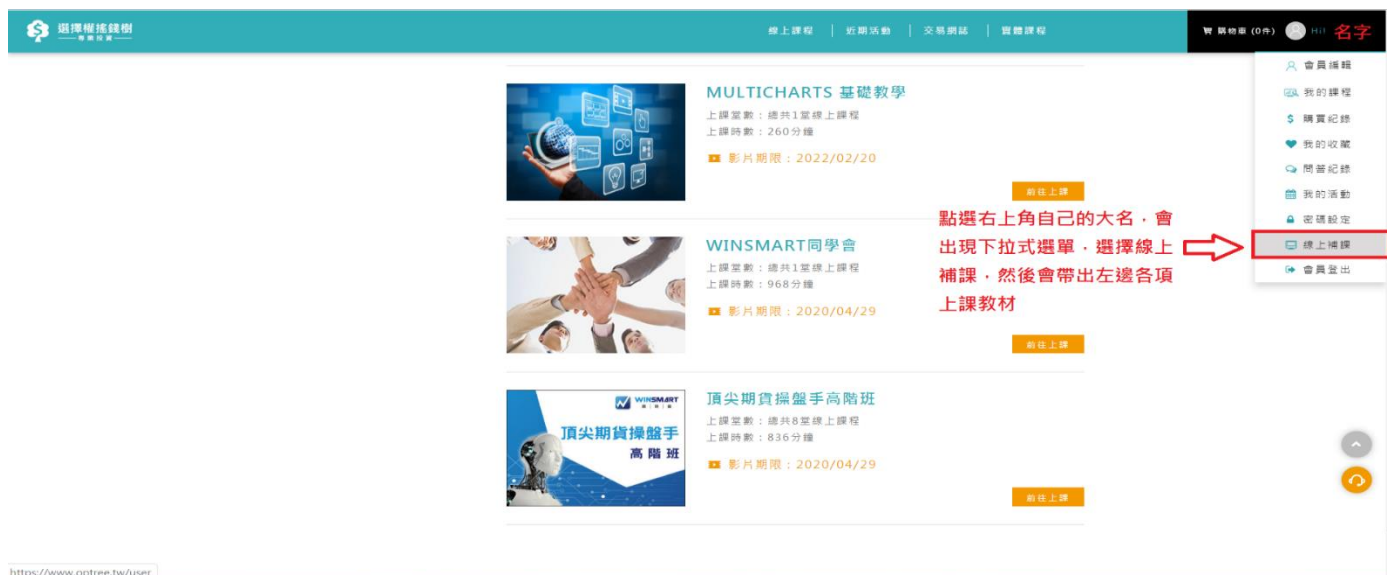 選擇權搖錢樹
專業投資
線上課程 | 近期活動 | 交易網誌 | 實體課程
購物車 (0件) Hi! 名字
會員編輯
我的課程
購買紀錄
我的收藏
問答紀錄
我的活動
密碼設定
線上補課
會員登出
MULTICHARTS 基礎教學
上課堂數：總共1堂線上課程
上課時數：260分鐘
影片期限：2022/02/20
前往上課
點選右上角自己的大名，會
出現下拉式選單，選擇線上
補課，然後會帶出左邊各項
上課教材
WINSMART同學會
上課堂數：總共1堂線上課程
上課時數：968分鐘
影片期限：2020/04/29
前往上課
WINSMART
頂尖期貨操盤手
高階班
頂尖期貨操盤手高階班
上課堂數：總共8堂線上課程
上課時數：836分鐘
影片期限：2020/04/29
前往上課
https://www.optree.tw/user